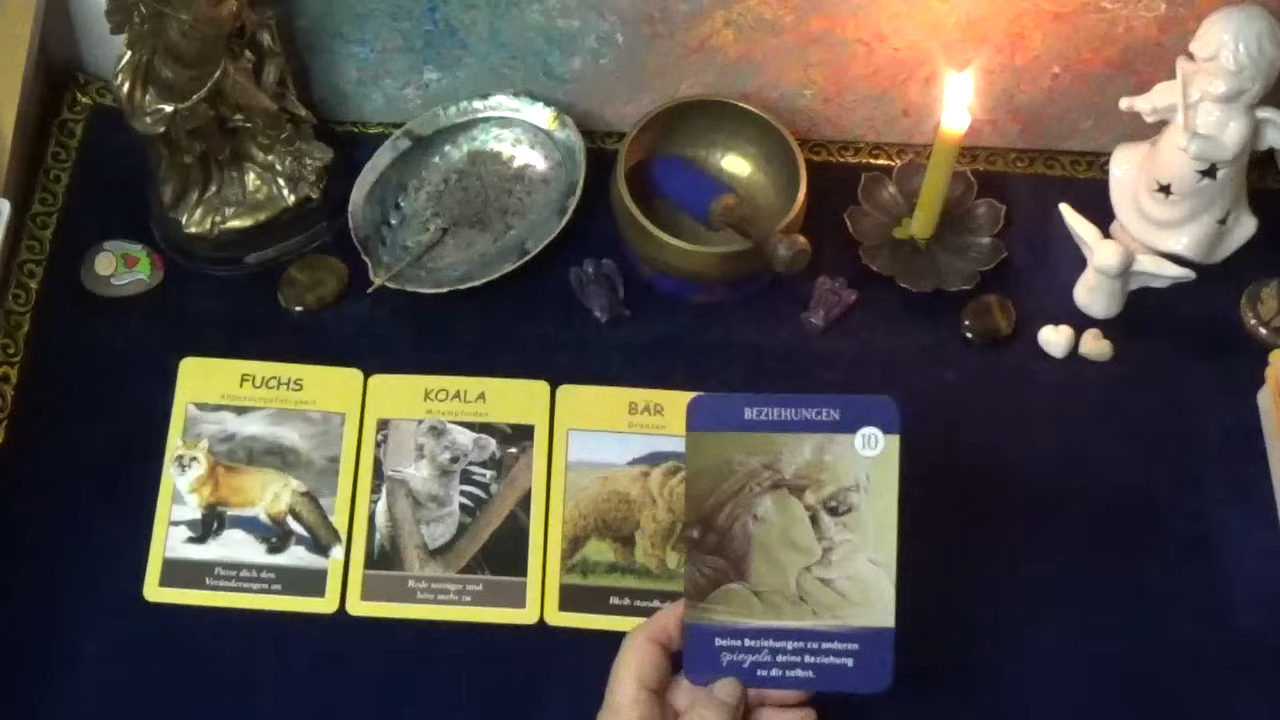 FUCHS
Anpassungsfähigkeit
Passe dich den
Veränderungen an
KOALA
Mitempfinden
Rede weniger und
höre mehr zu
BÄR
Grenzen
Bleib standha
BEZIEHUNGEN
10
Deine Beziehungen zu anderen
spiegeln deine Beziehung
zu dir selbst.